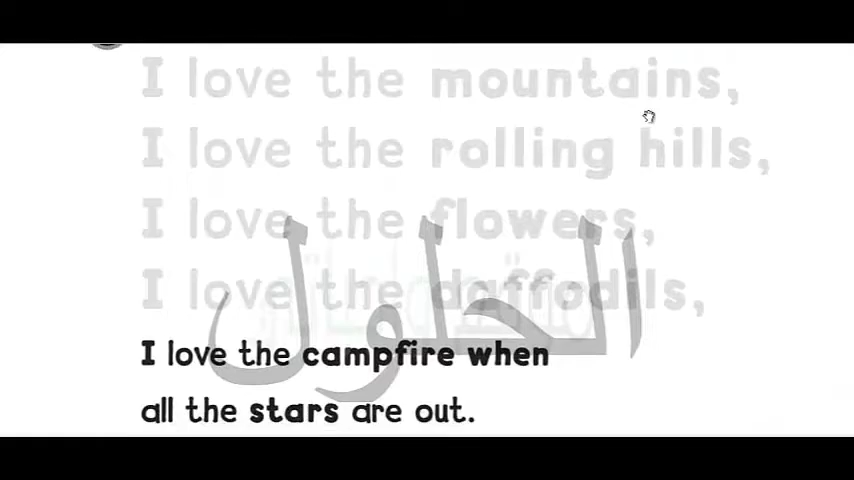 I love the mountains,
I love the rolling hills,
I love the flowers,
I love the daffodils,
الحلول
I love the campfire when
all the stars are out.